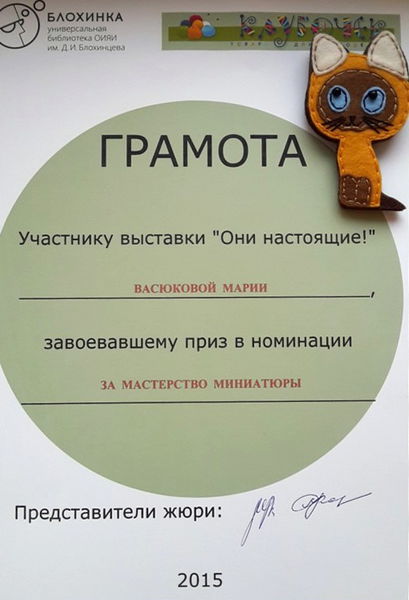 БЛОХИНКА
универсальная
библиотека ОИЯИ
им. Д.И. Блохинцева
КЛУБОЧЕК
ГРАМОТА
Участнику выставки "Они настоящие!"
ВАСЮКОВОЙ МАРИИ,
завоевавшему приз в номинации
ЗА МАСТЕРСТВО МИНИАТЮРЫ
Представители жюри:
2015